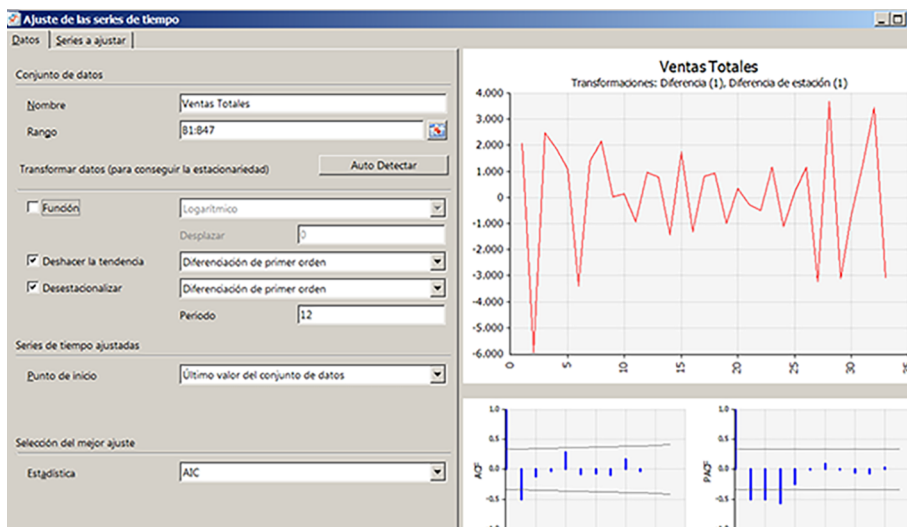 Ajuste de las series de tiempo
Datos
Series a ajustar
Conjunto de datos
Nombre
Ventas Totales
Rango
B1:B47
Transformar datos (para conseguir la estacionariedad)
Auto Detectar
Función
Logarítmico
Desplazar
0
Deshacer la tendencia
Diferenciación de primer orden
Desestacionalizar
Diferenciación de primer orden
Periodo
12
Series de tiempo ajustadas
Punto de inicio
Último valor del conjunto de datos
Selección del mejor ajuste
Estadística
AIC
Ventas Totales
Transformaciones: Diferencia (1), Diferencia de estación (1)
4.000
3.000
2.000
1.000
0
-1.000
-2.000
-3.000
-4.000
-5.000
-6.000
0
5
10
15
20
25
30
ACF
1.0
0.5
0.0
-0.5
PACF
1.0
0.5
0.0
-0.5